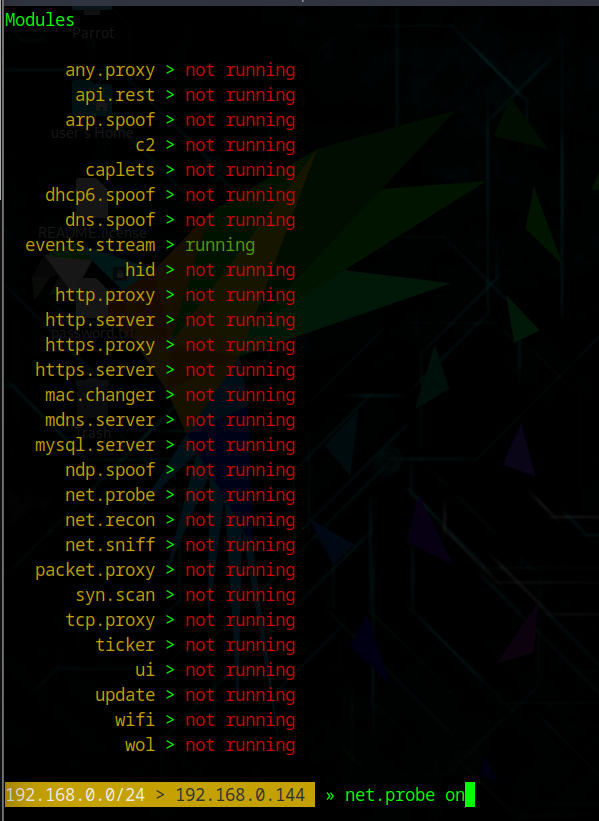 Modules
Parrot
any.proxy > not running
api.rest > not running
arp.spoof > not running
user's Home
c2 > not running
caplets > not running
dhcp6.spoof > not running
dns.spoof > not running
README.license
events.stream > running
hid > not running
http.proxy > not running
http.server > not running
https.proxy > not running
https.server > not running
mac.changer > not running
mdns.server > not running
Trash
mysql.server > not running
ndp.spoof > not running
net.probe > not running
net.recon > not running
net.sniff > not running
packet.proxy > not running
syn.scan > not running
tcp.proxy > not running
ticker > not running
ui > not running
update > not running
wifi > not running
wol > not running
192.168.0.0/24 > 192.168.0.144 » net.probe on